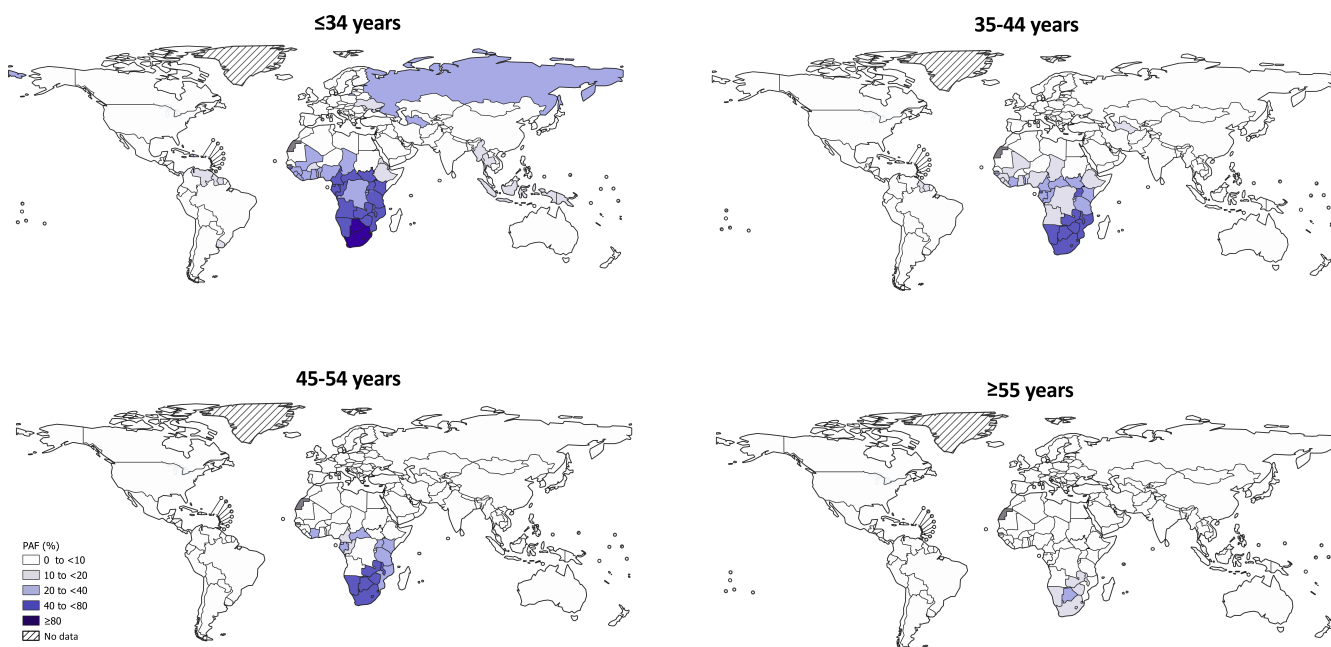 ≤34 years
35-44 years
45-54 years
≥55 years
PAF (%)
0 to <10
10 to <20
20 to <40
40 to <80
≥80
No data